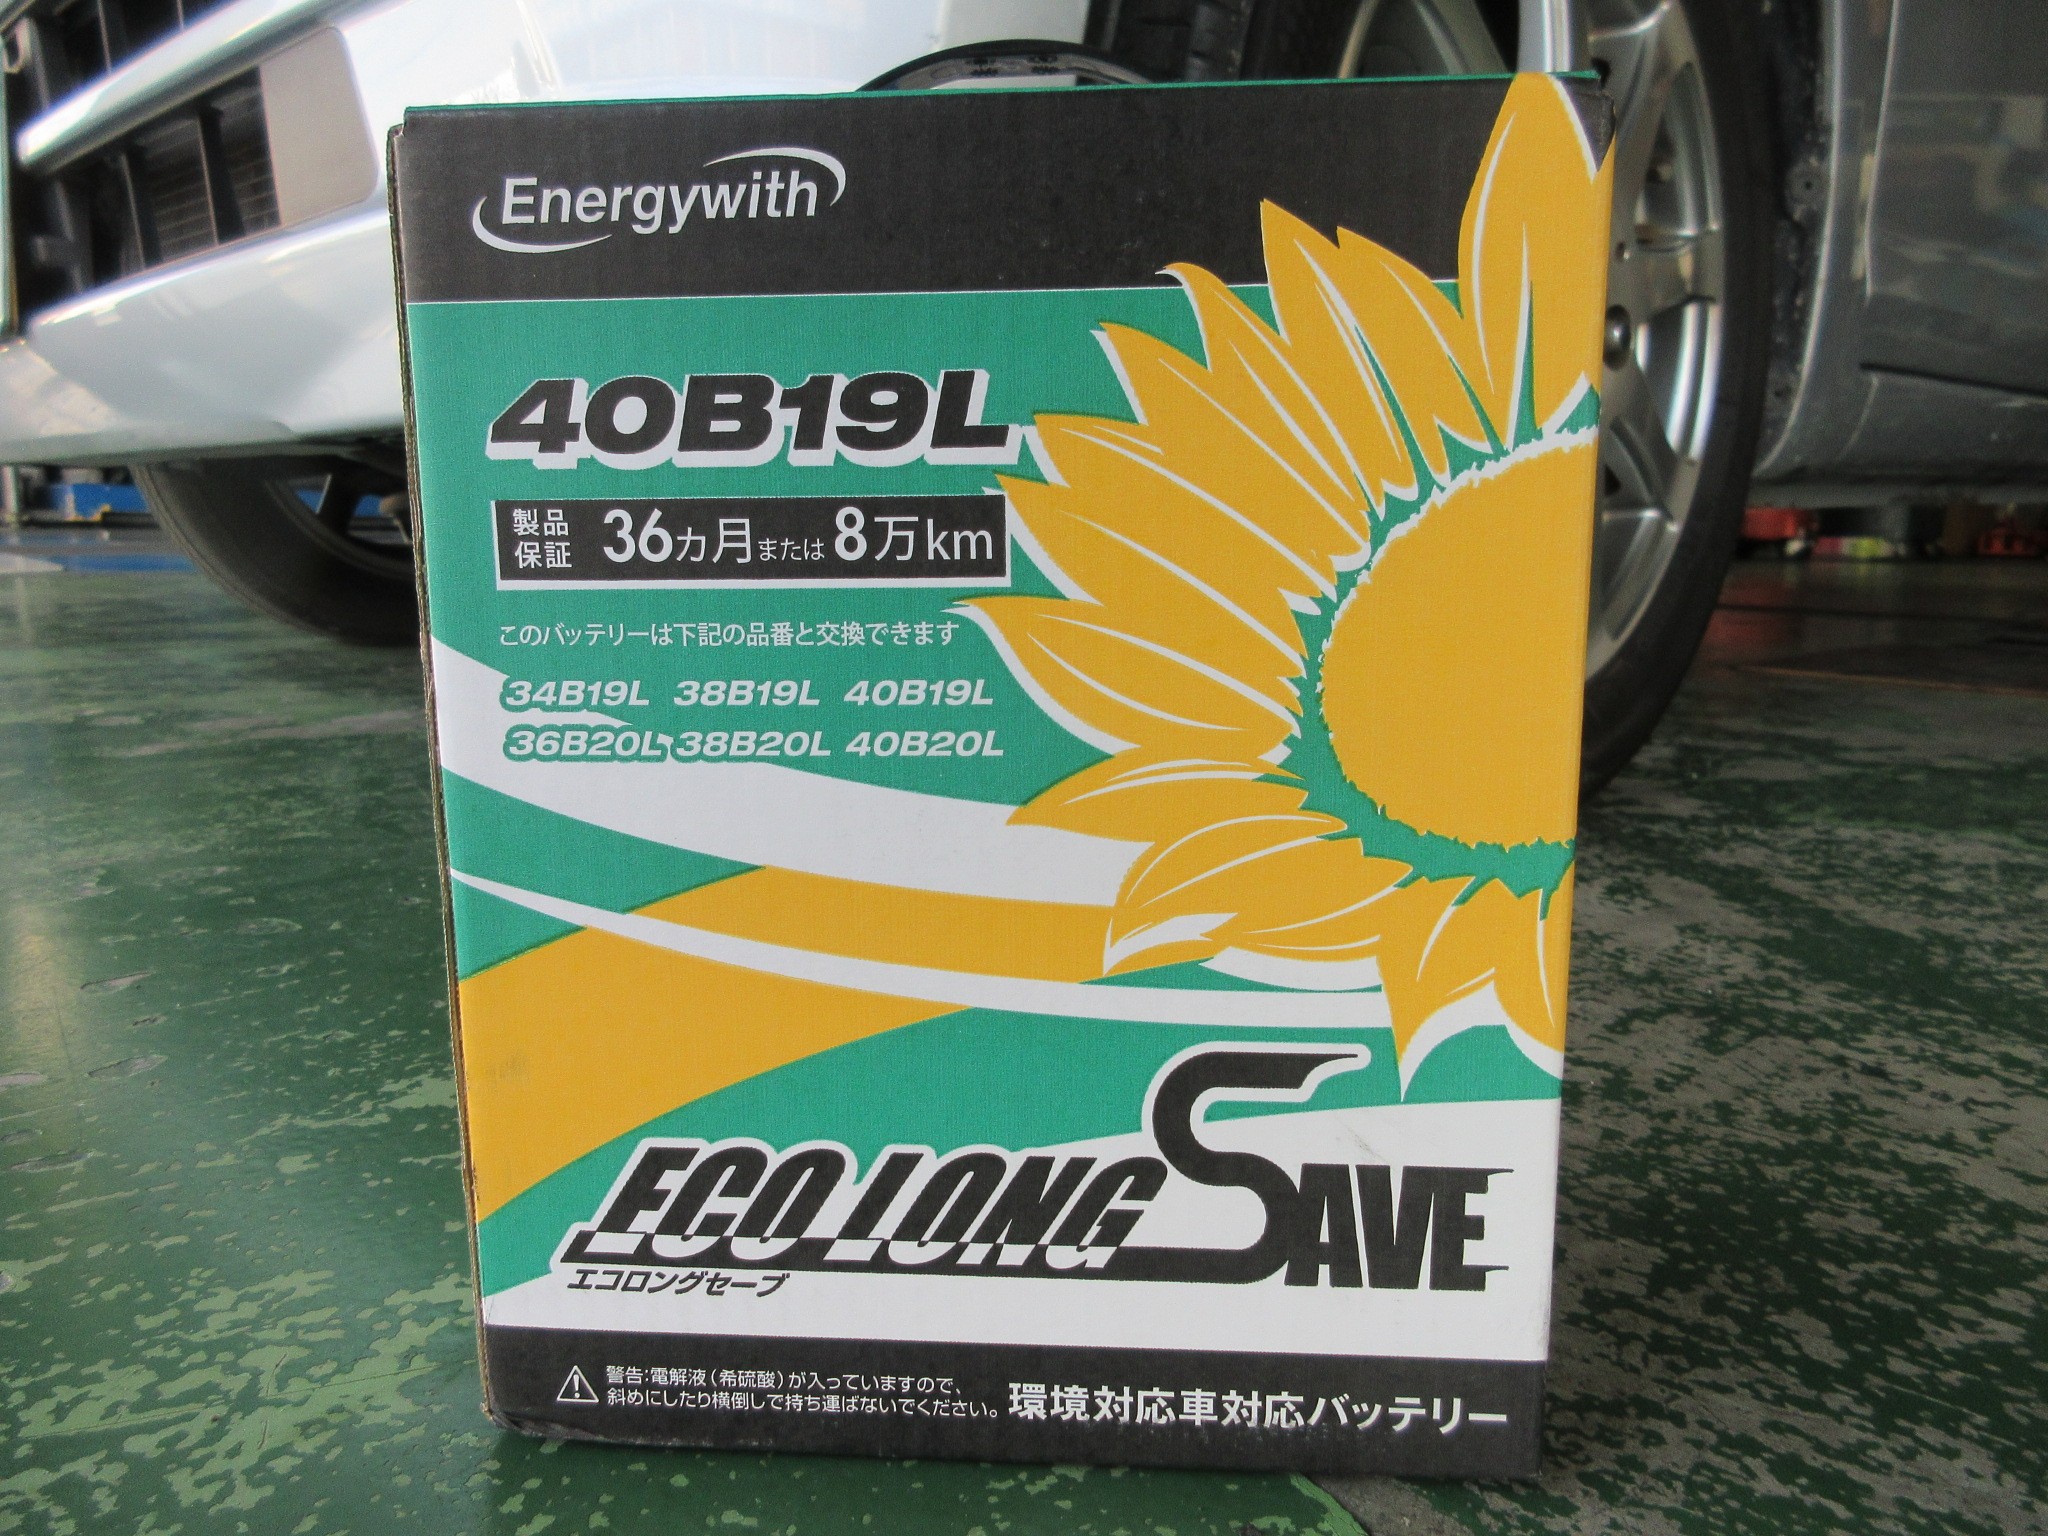 Energywith
40B19L
製品保証 36カ月または8万km
このバッテリーは下記の品番と交換できます
34B19L 38B19L 40B19L
36B20L 38B20L 40B20L
ECO LONG SAVE
エコロングセーブ
警告:電解液(希硫酸)が入っていますので、
斜めにしたり横倒しで持ち運ばないでください。
環境対応車対応バッテリー